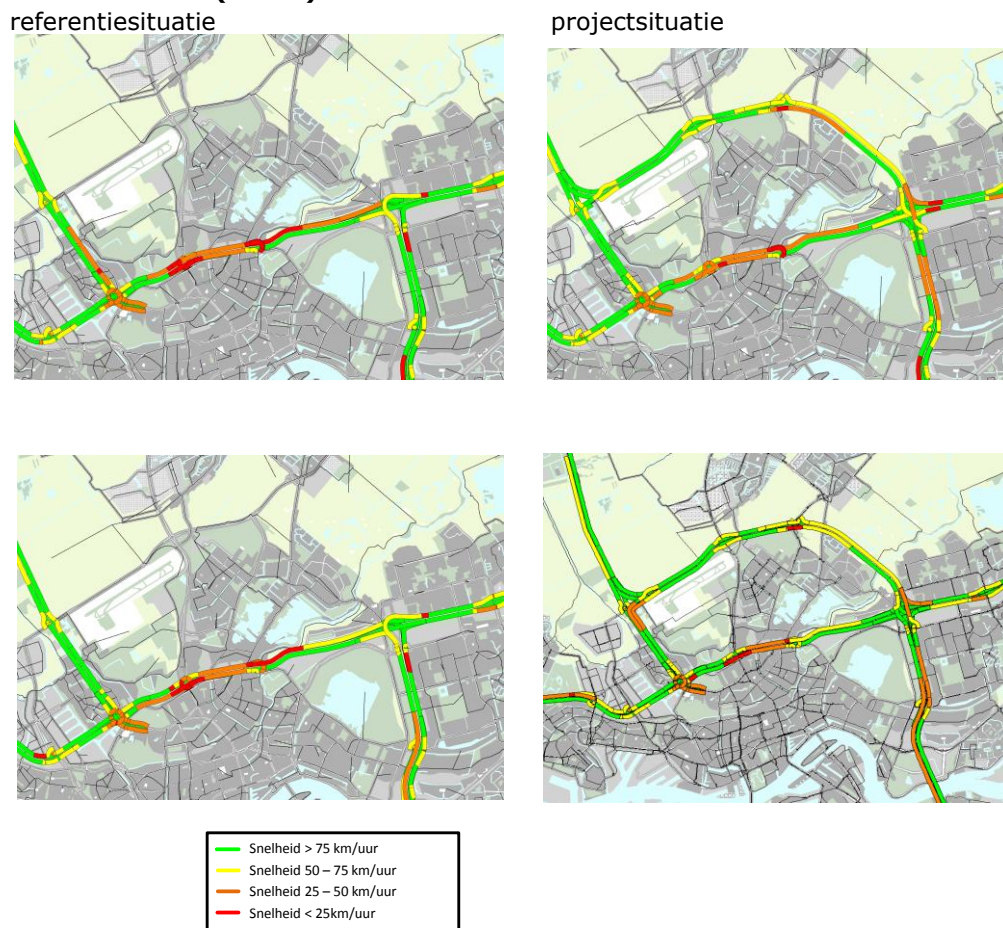 referentiesituatie
projectsituatie
Snelheid > 75 km/uur
Snelheid 50 – 75 km/uur
Snelheid 25 – 50 km/uur
Snelheid < 25km/uur